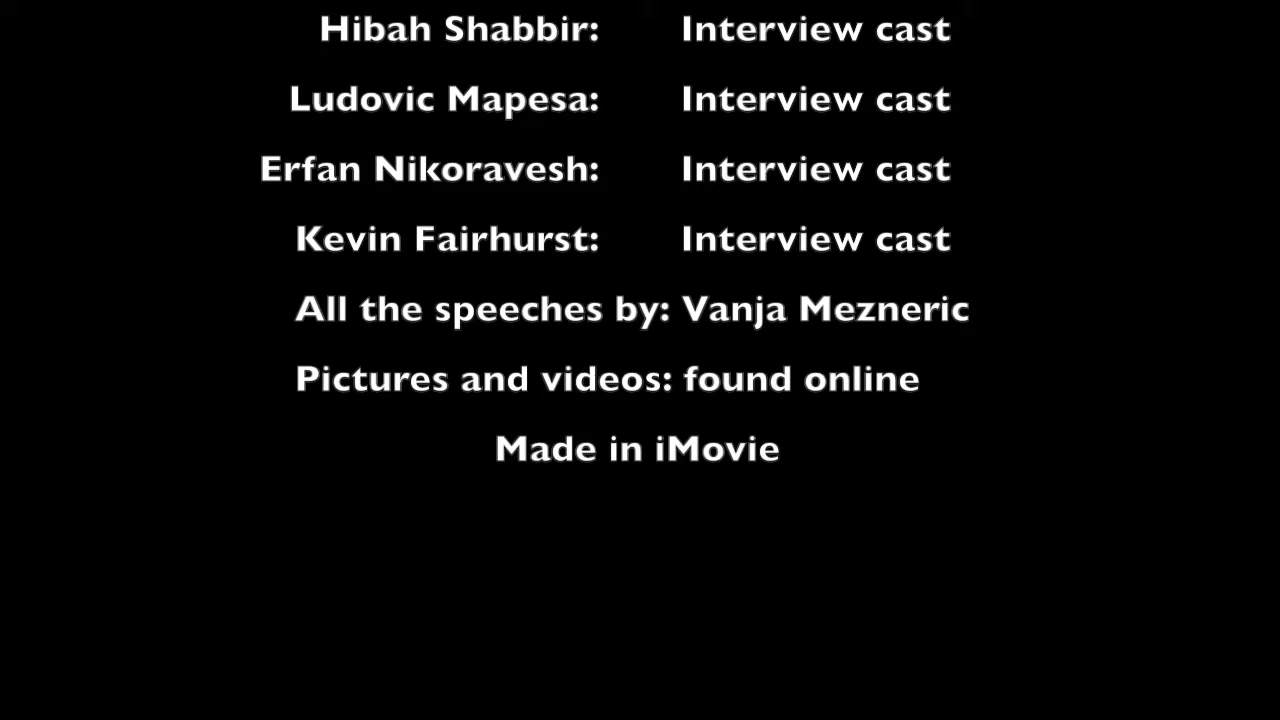 Hibah Shabbir: Interview cast
Ludovic Mapesa: Interview cast
Erfan Nikoravesh: Interview cast
Kevin Fairhurst: Interview cast
All the speeches by: Vanja Mezneric
Pictures and videos: found online
Made in iMovie